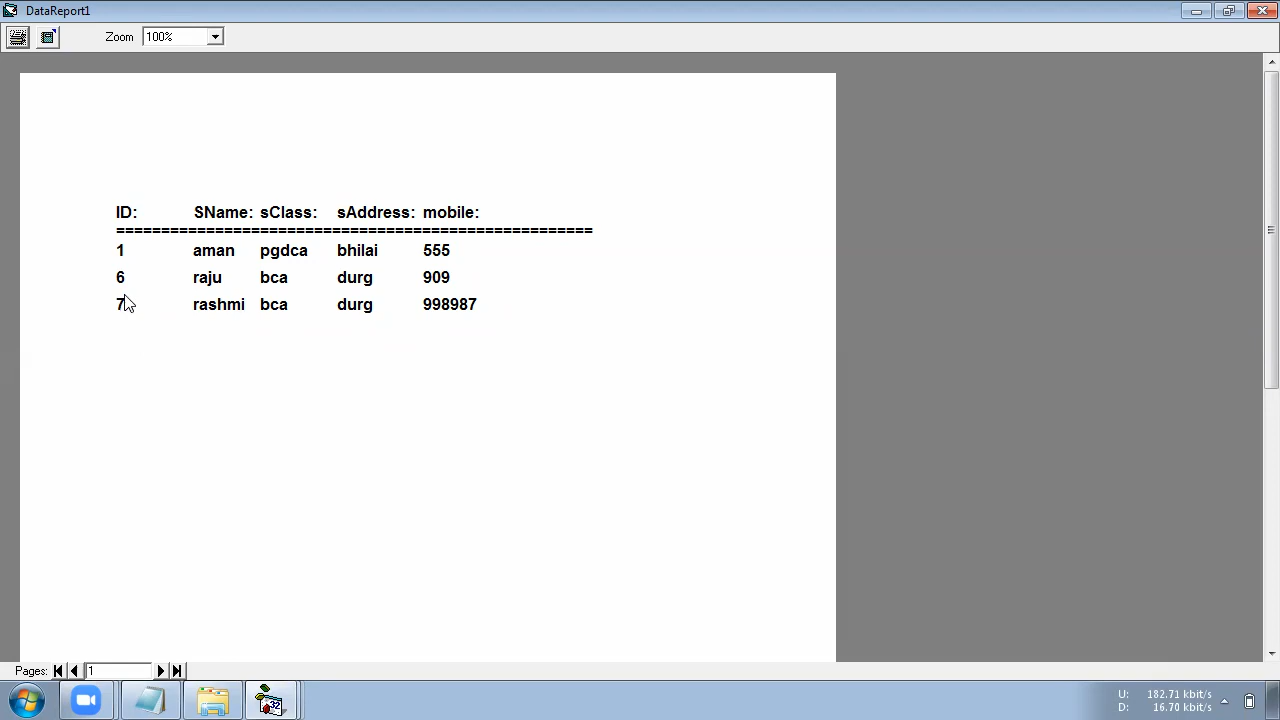 DataReport1
Zoom 100%
ID: SName: sClass: sAddress: mobile:
=====================================================
1 aman pgdca bhilai 555
6 raju bca durg 909
7 rashmi bca durg 998987
Pages: 1
32
U: 182.71 kbit/s
D: 16.70 kbit/s